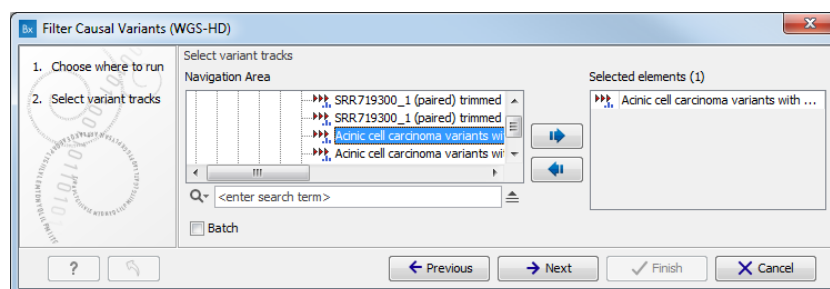 Bx Filter Causal Variants (WGS-HD)
1. Choose where to run
2. Select variant tracks
Select variant tracks
Navigation Area
SRR719300_1 (paired) trimmed
SRR719300_1 (paired) trimmed
Acinic cell carcinoma variants wi
Acinic cell carcinoma variants wi
<enter search term>
Batch
Selected elements (1)
Acinic cell carcinoma variants with ...
?
Previous
Next
Finish
Cancel